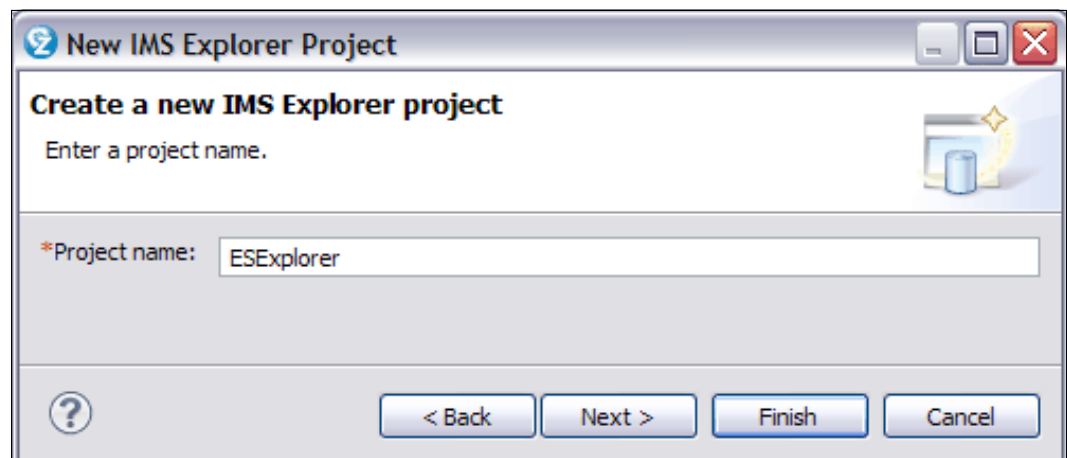 New IMS Explorer Project
Create a new IMS Explorer project
Enter a project name.
*Project name: ESExplorer
? < Back Next > Finish Cancel